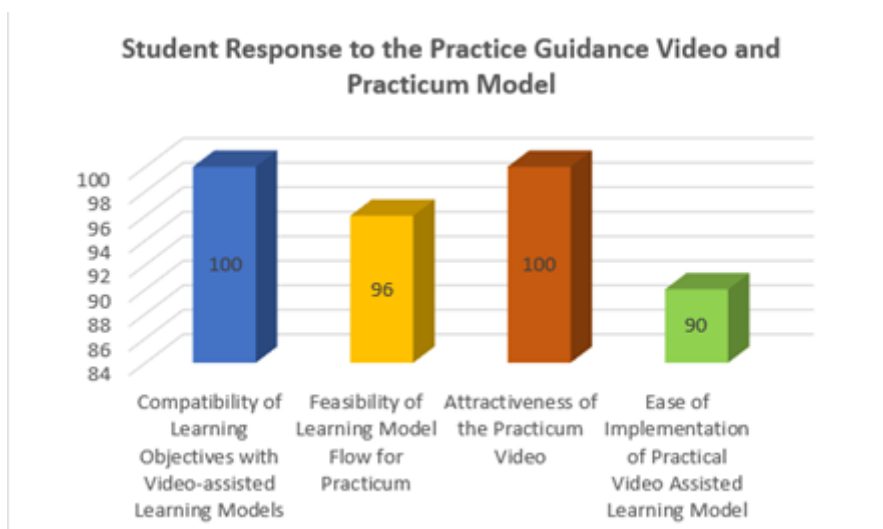 Student Response to the Practice Guidance Video and
Practicum Model
100
98
96
94
92
90
88
86
84
100
96
100
90
Compatibility of
Learning
Objectives with
Video-assisted
Learning Models
Feasibility of
Learning Model
Flow for
Practicum
Attractiveness of
the Practicum
Video
Ease of
Implementation
of Practical
Video Assisted
Learning Model